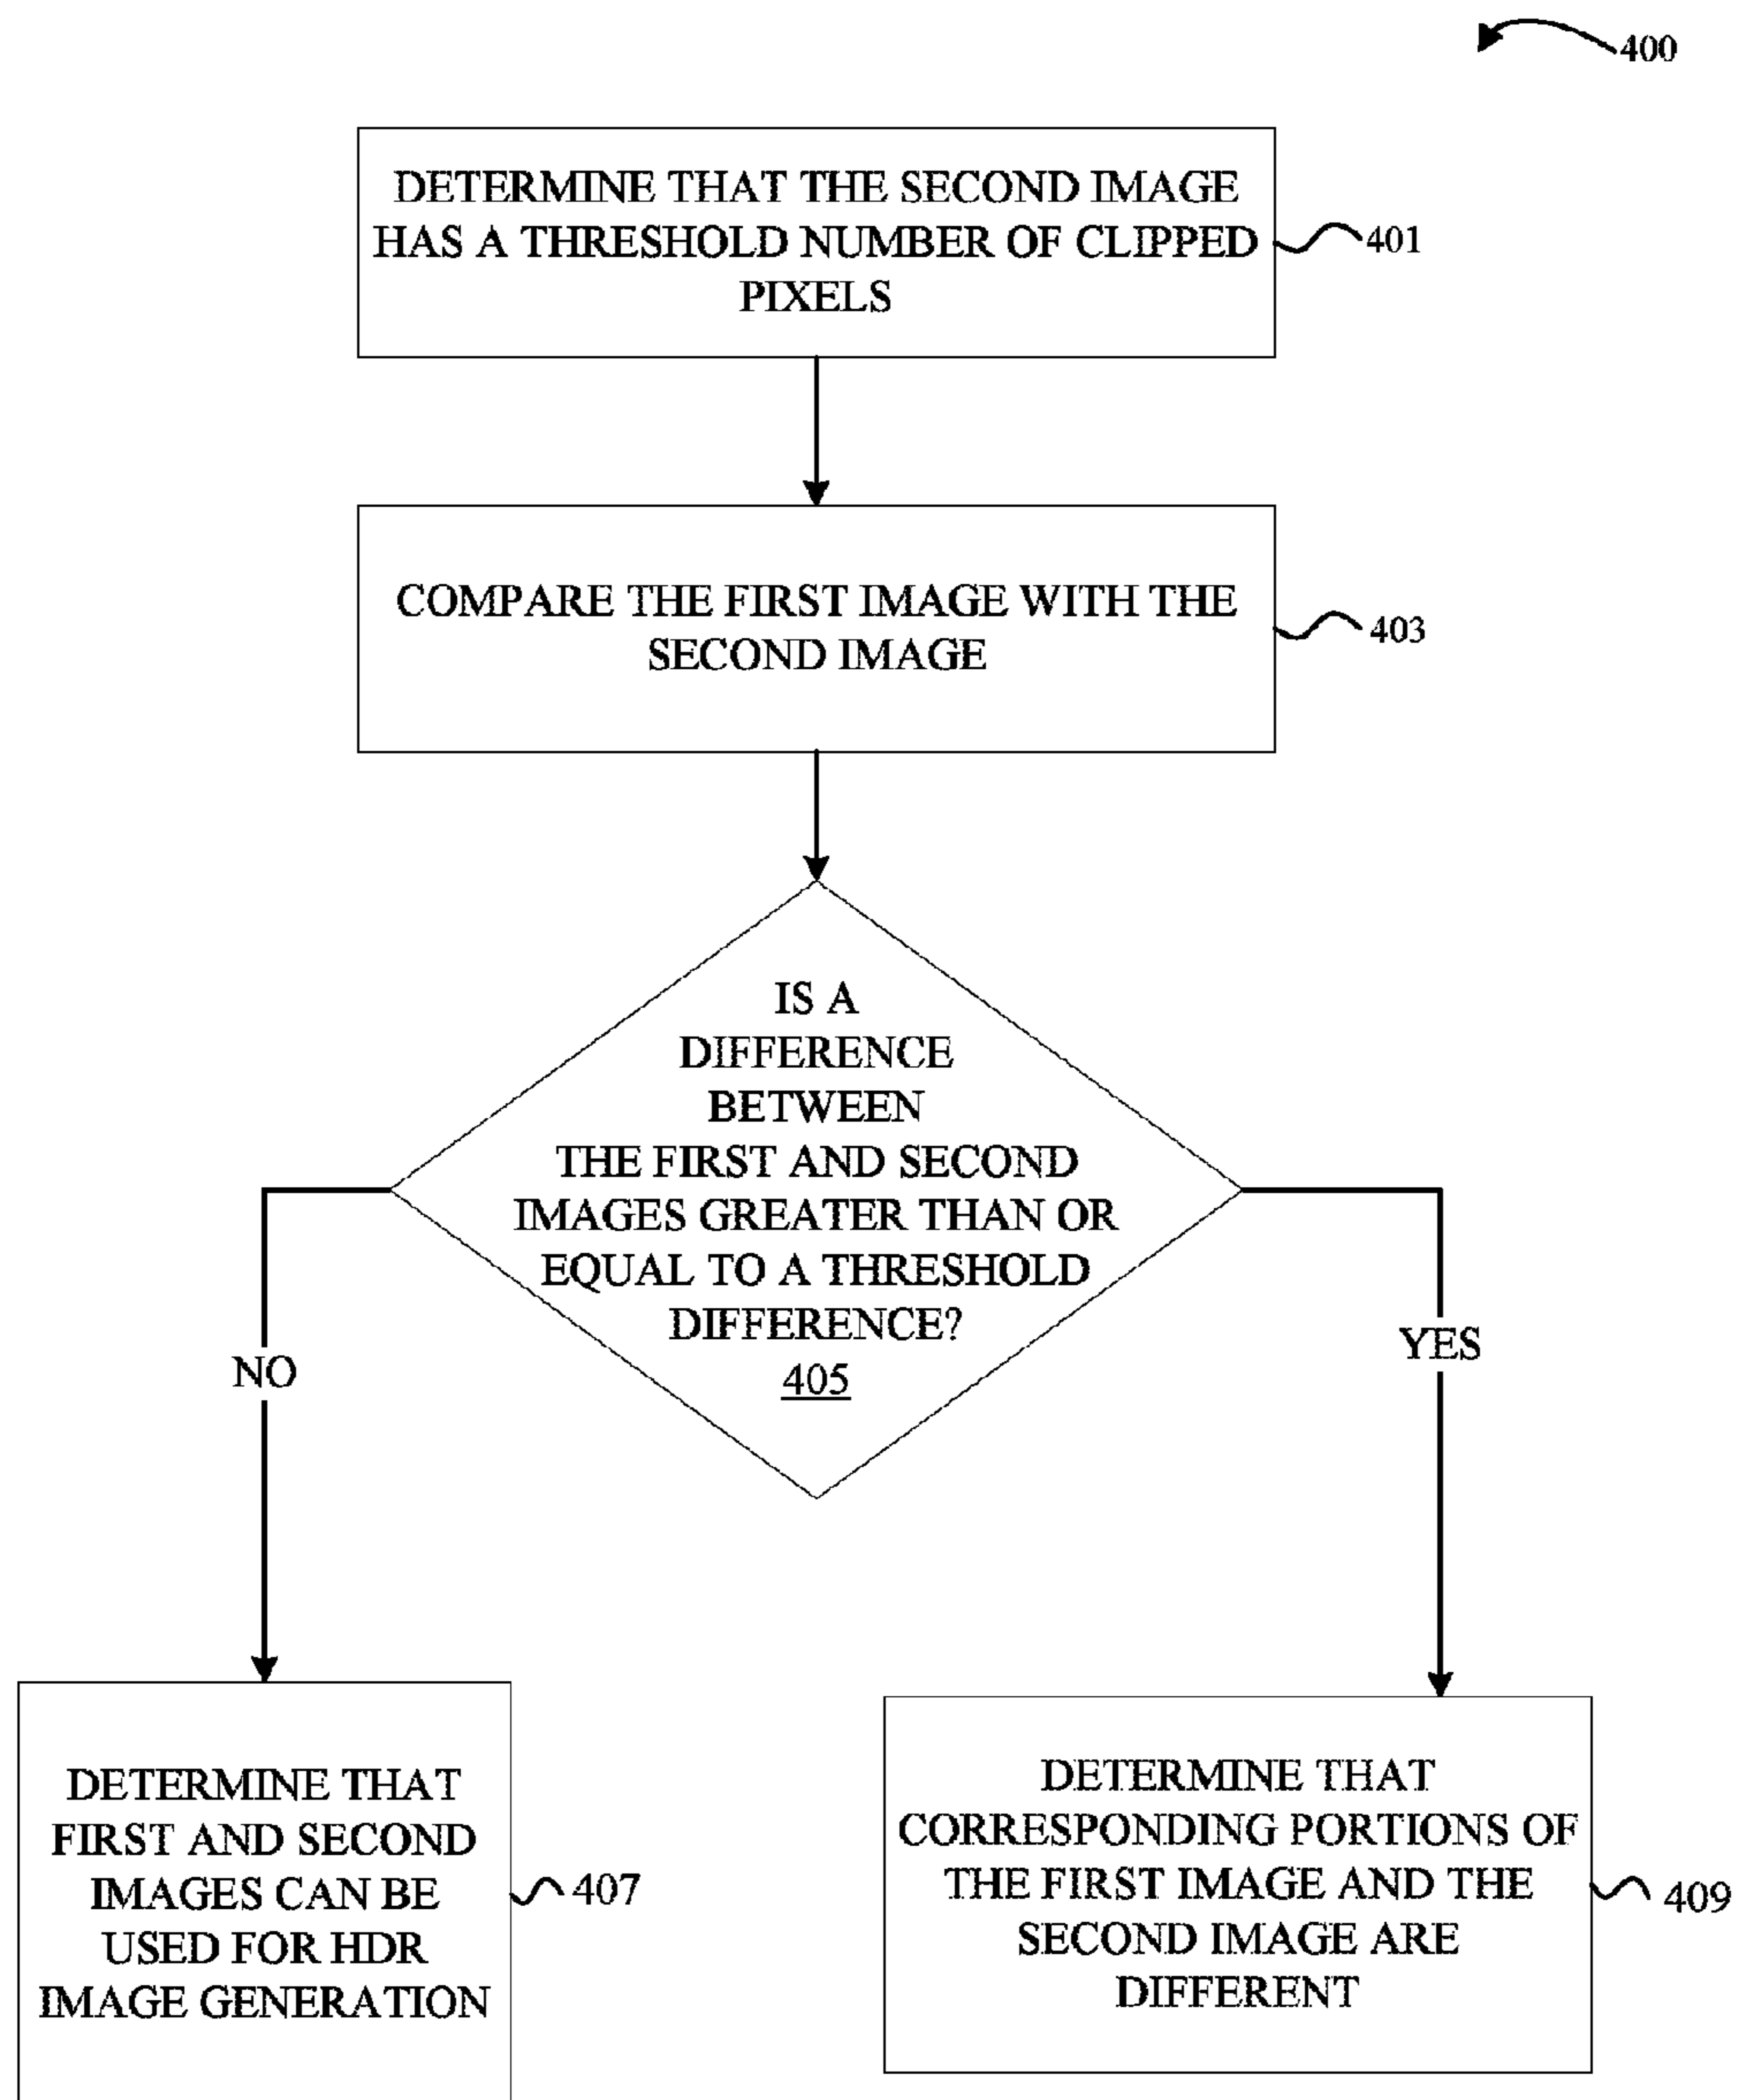 400
DETERMINE THAT THE SECOND IMAGE
HAS A THRESHOLD NUMBER OF CLIPPED
PIXELS
401
COMPARE THE FIRST IMAGE WITH THE
SECOND IMAGE
403
IS A
DIFFERENCE
BETWEEN
THE FIRST AND SECOND
IMAGES GREATER THAN OR
EQUAL TO A THRESHOLD
DIFFERENCE?
405
NO
YES
DETERMINE THAT
FIRST AND SECOND
IMAGES CAN BE
USED FOR HDR
IMAGE GENERATION
407
DETERMINE THAT
CORRESPONDING PORTIONS OF
THE FIRST IMAGE AND THE
SECOND IMAGE ARE
DIFFERENT
409